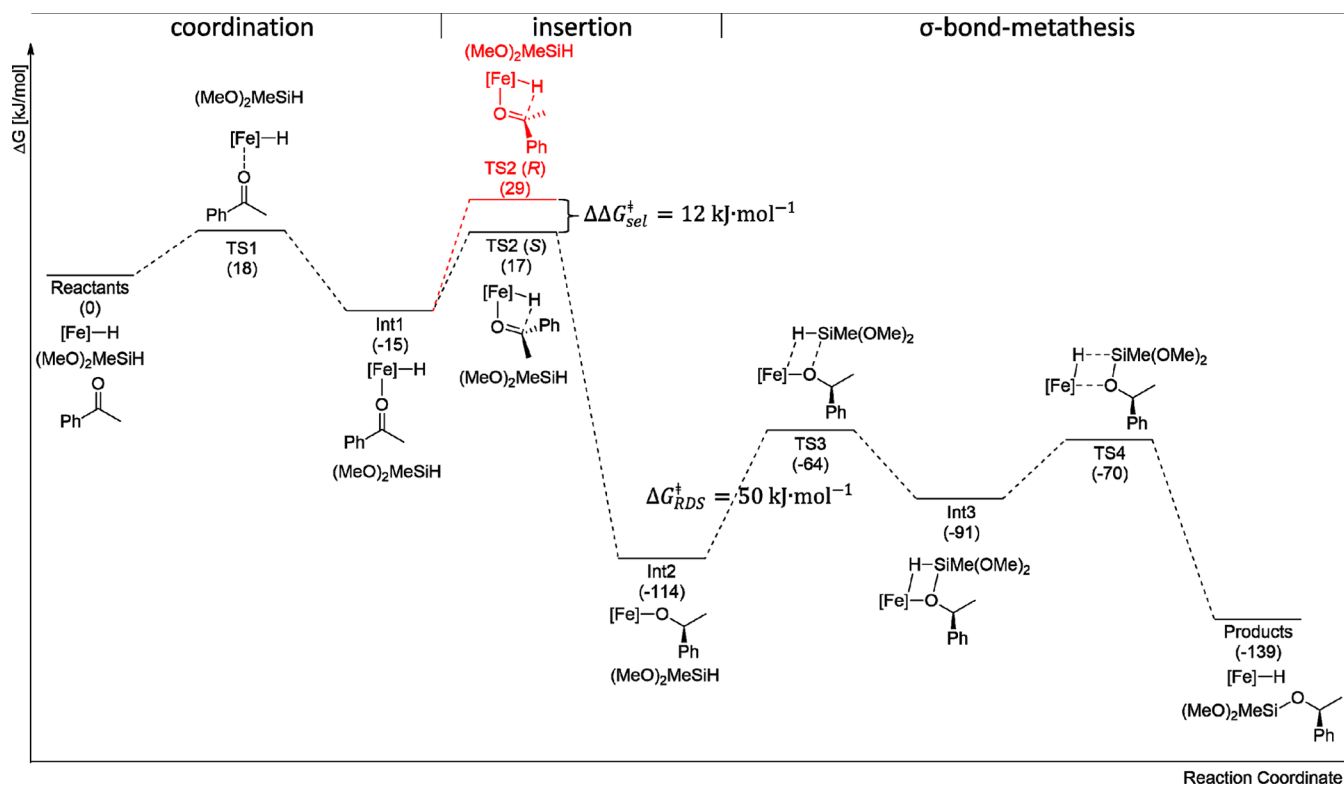 coordination
insertion
σ-bond-metathesis
ΔG [kJ/mol]
(MeO)₂MeSiH
[Fe]—H
O
Ph
TS1
(18)
Reactants
(0)
[Fe]—H
(MeO)₂MeSiH
O
Ph
Int1
(-15)
[Fe]—H
O
Ph
(MeO)₂MeSiH
(MeO)₂MeSiH
[Fe]
H
O
Ph
TS2 (R)
(29)
ΔΔG‡sel = 12 kJ·mol⁻¹
TS2 (S)
(17)
[Fe]
H
O
Ph
(MeO)₂MeSiH
ΔG‡RDS = 50 kJ·mol⁻¹
Int2
(-114)
[Fe]—O
Ph
(MeO)₂MeSiH
H—SiMe(OMe)₂
[Fe]—O
Ph
TS3
(-64)
Int3
(-91)
H—SiMe(OMe)₂
[Fe]—O
Ph
H---SiMe(OMe)₂
[Fe]---O
Ph
TS4
(-70)
Products
(-139)
[Fe]—H
(MeO)₂MeSi
O
Ph
Reaction Coordinate